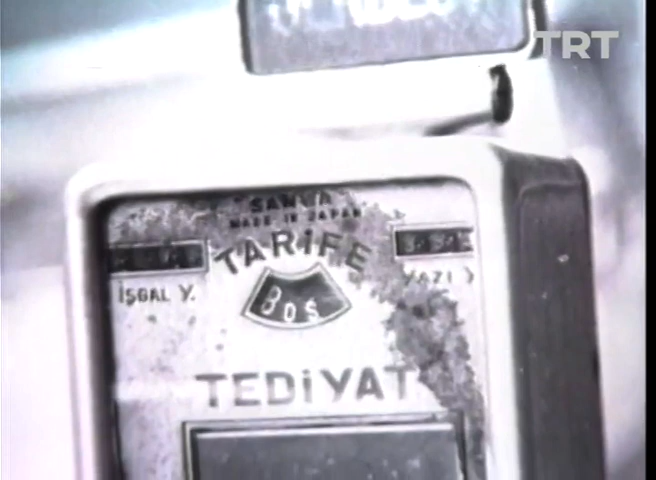 TRT
SANWA
MADE IN JAPAN
TARİFE
İŞGAL Y.
YAZI
BOŞ
TEDİYAT